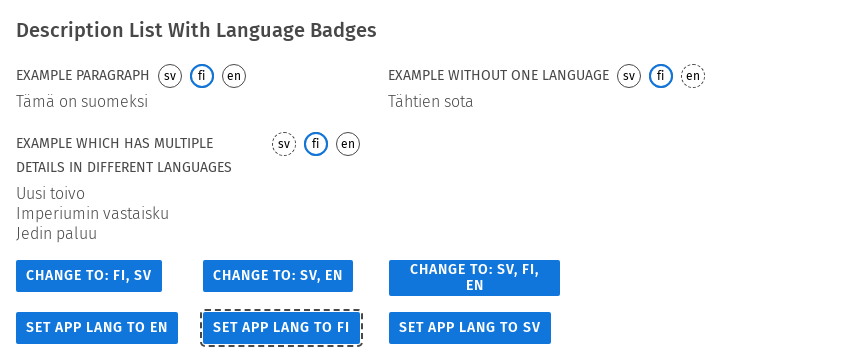 Description List With Language Badges
EXAMPLE PARAGRAPH sv fi en
Tämä on suomeksi
EXAMPLE WITHOUT ONE LANGUAGE sv fi en
Tähtien sota
EXAMPLE WHICH HAS MULTIPLE sv fi en
DETAILS IN DIFFERENT LANGUAGES
Uusi toivo
Imperiumin vastaisku
Jedin paluu
CHANGE TO: FI, SV
CHANGE TO: SV, EN
CHANGE TO: SV, FI,
EN
SET APP LANG TO EN
SET APP LANG TO FI
SET APP LANG TO SV